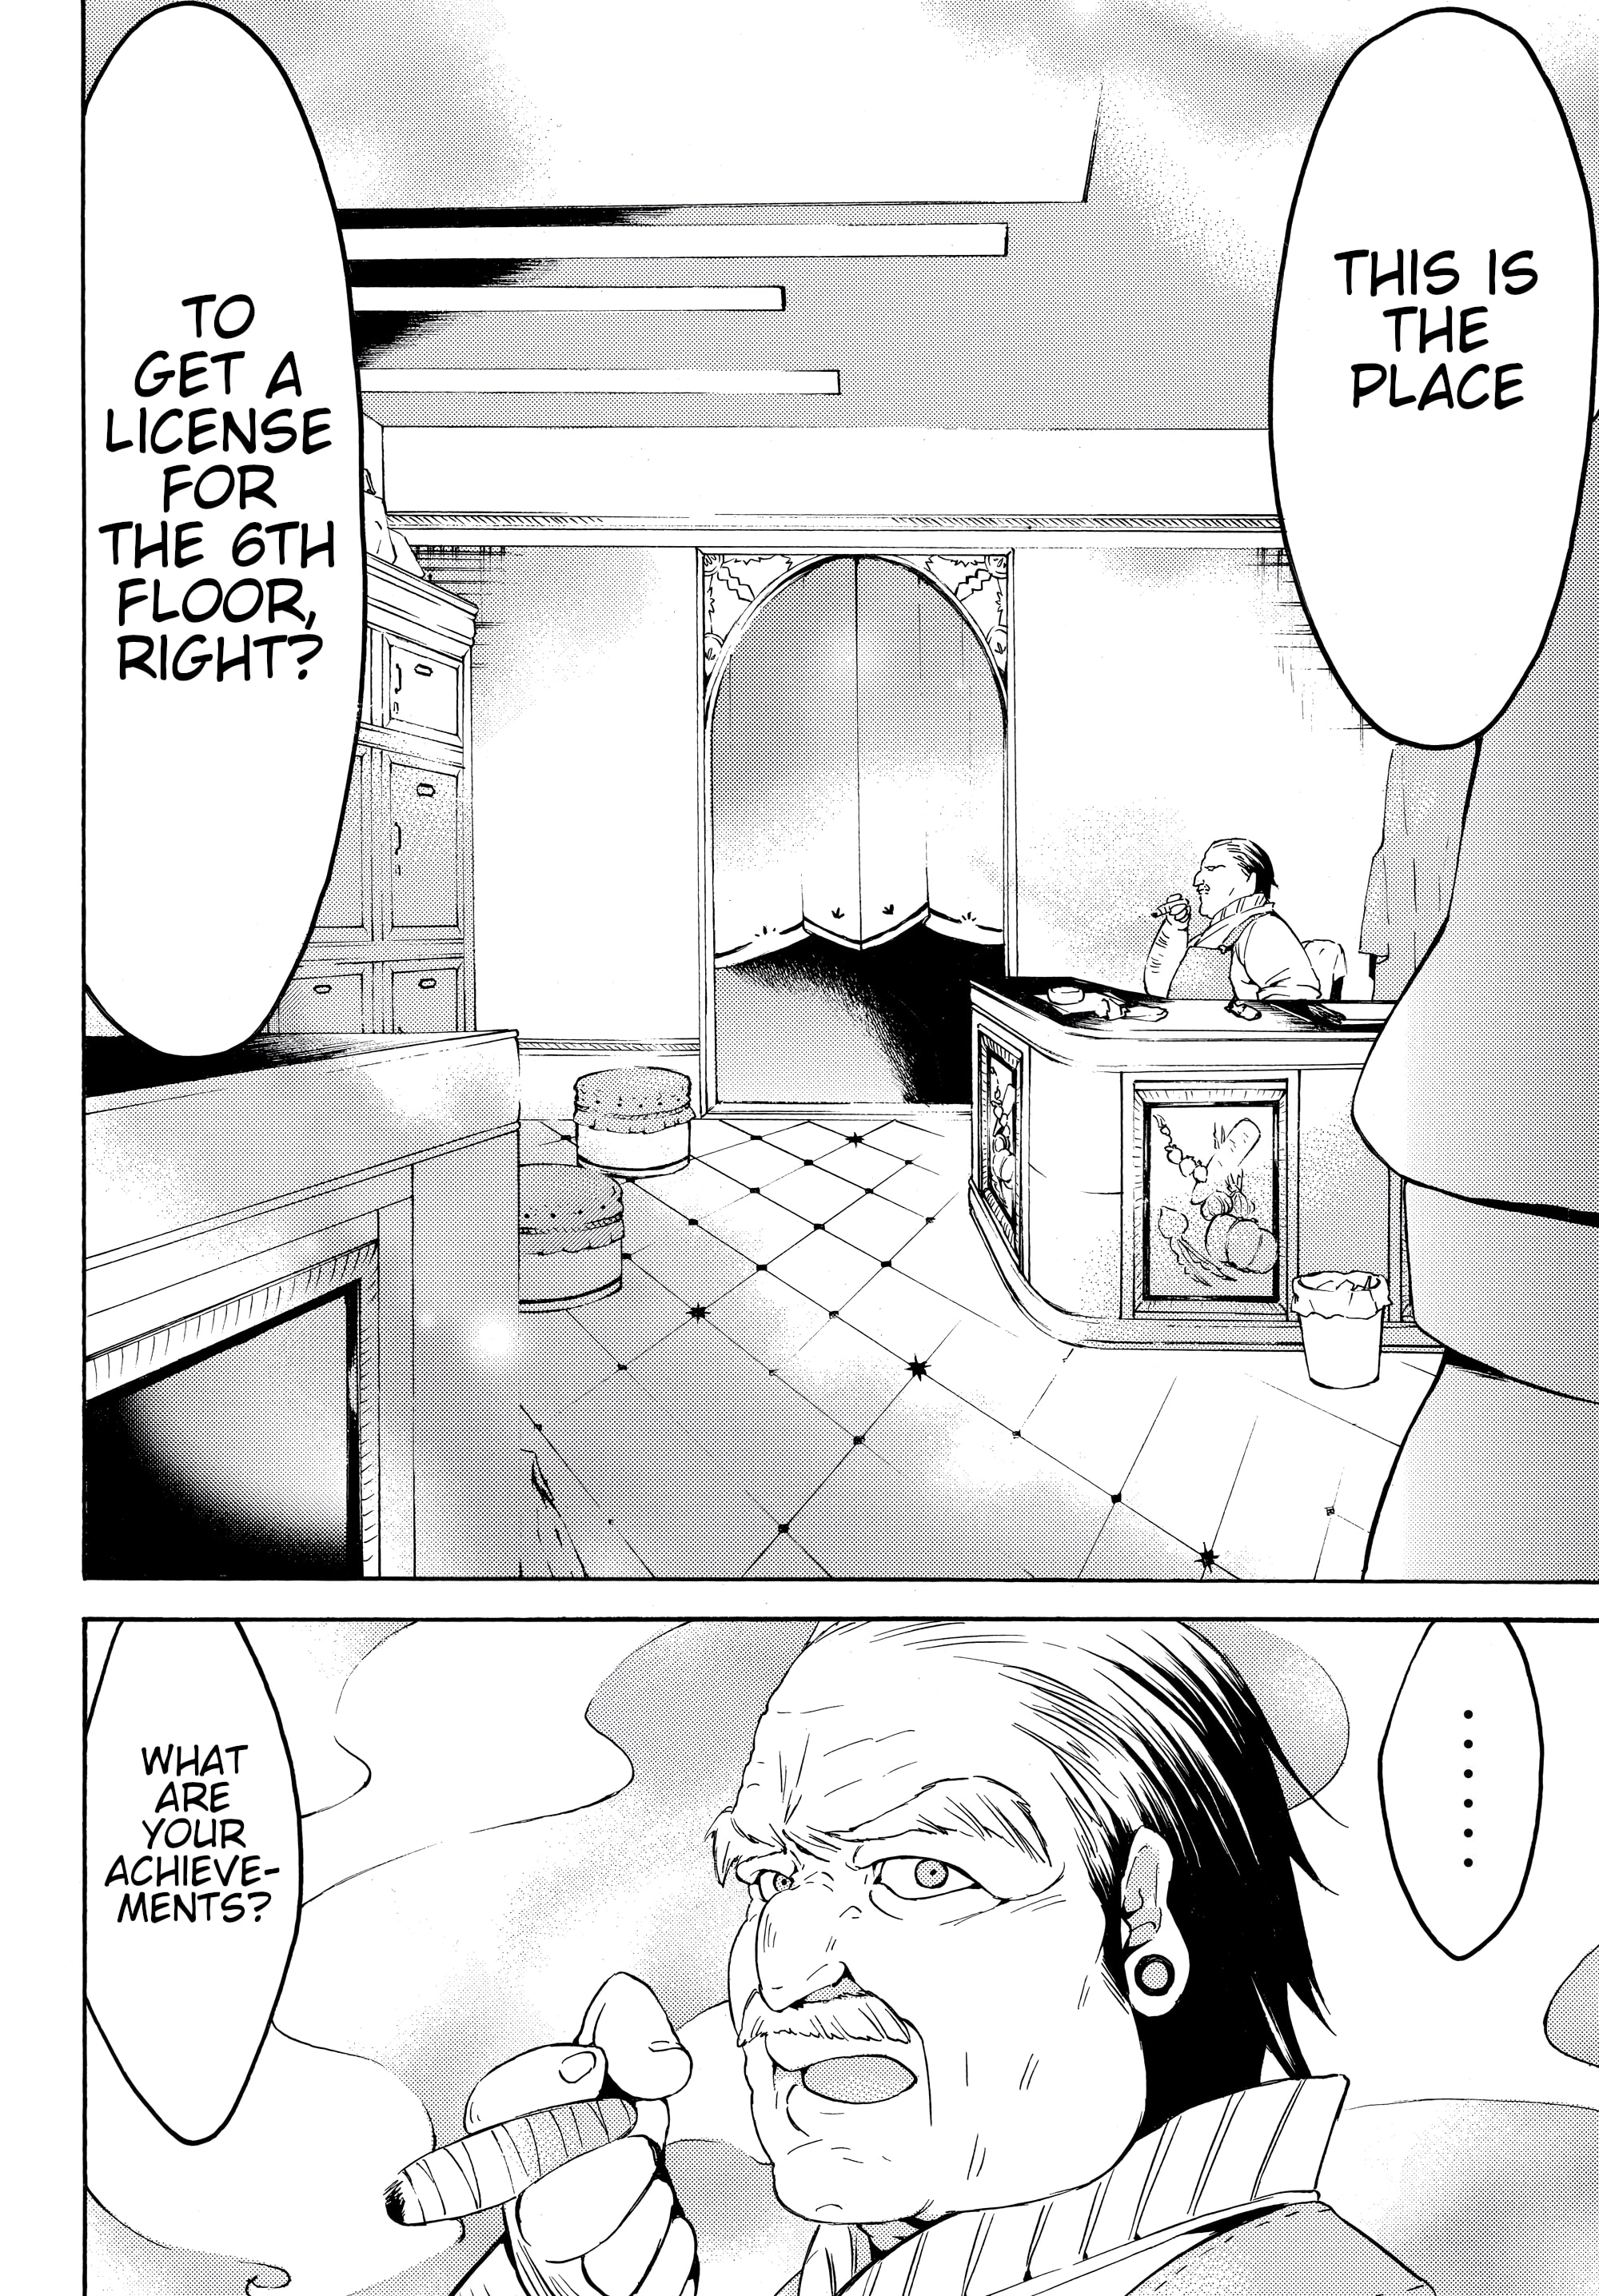 THIS IS
THE
PLACE
TO
GET A
LICENSE
FOR
THE 6TH
FLOOR,
RIGHT?
......
WHAT
ARE
YOUR
ACHIEVE-
MENTS?